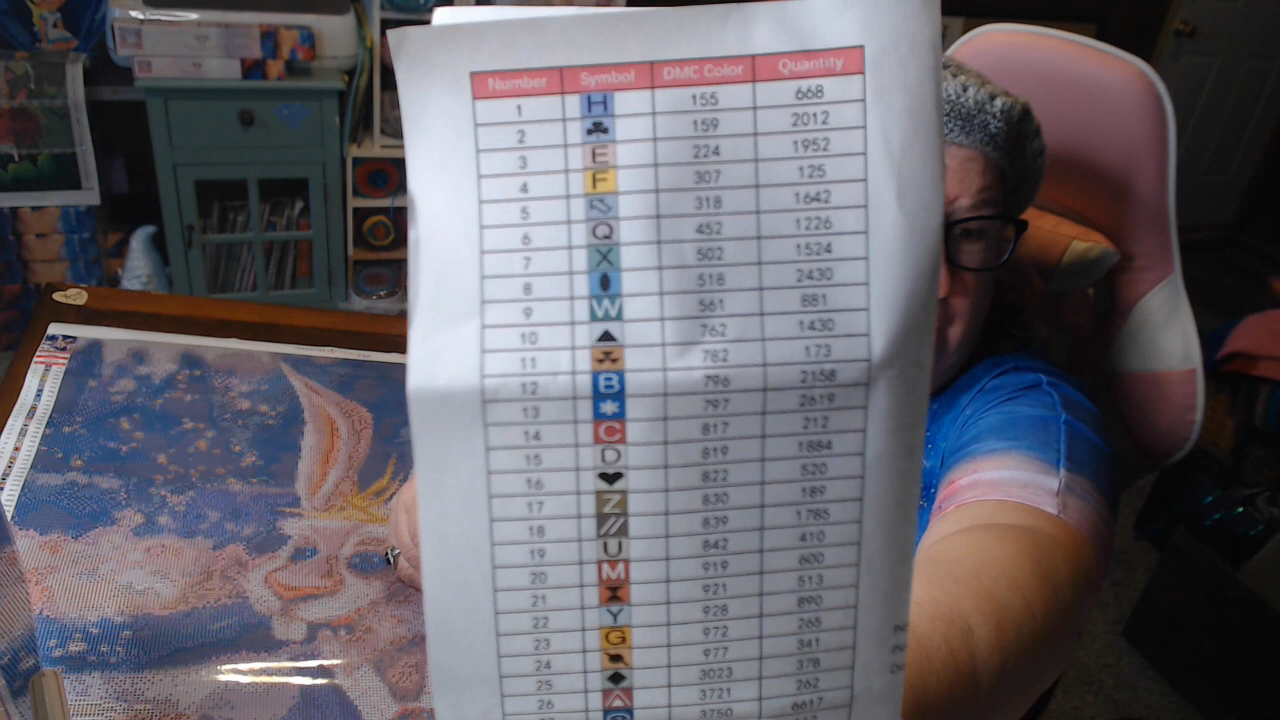 Number Symbol DMC Color Quantity
1 H 155 668
2 ♣ 159 2012
3 E 224 1952
4 F 307 125
5 318 1642
6 Q 452 1226
7 X 502 1524
8 518 2430
9 W 561 881
10 ▲ 762 1430
11 782 173
12 B 796 2158
13 * 797 2619
14 C 817 212
15 D 819 1884
16 ♥ 822 520
17 Z 830 189
18 // 839 1785
19 U 842 410
20 M 919 600
21 921 513
22 Y 928 890
23 G 972 265
24 977 341
25 ◆ 3023 378
26 3721 262
3750 6617